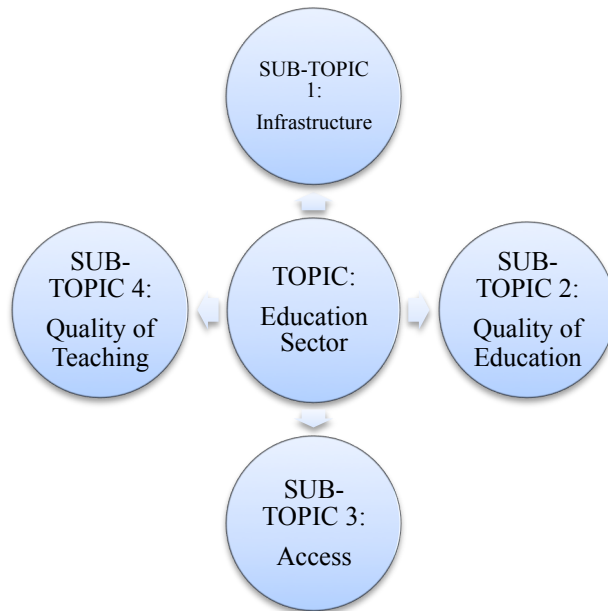 SUB-TOPIC
1:
Infrastructure
SUB-
TOPIC 4:
Quality of
Teaching
TOPIC:
Education
Sector
SUB-
TOPIC 2:
Quality of
Education
SUB-
TOPIC 3:
Access